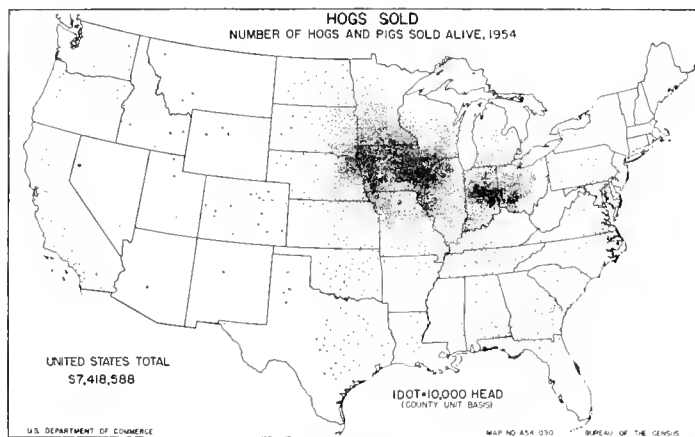 HOGS SOLD
NUMBER OF HOGS AND PIGS SOLD ALIVE, 1954
UNITED STATES TOTAL
57,418,588
1 DOT=10,000 HEAD
(COUNTY UNIT BASIS)
U. S. DEPARTMENT OF COMMERCE
MAP NO. A54-030
BUREAU OF THE CENSUS